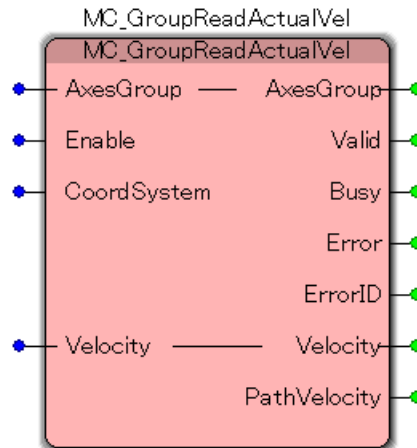 MC_GroupReadActualVel
MC_GroupReadActualVel
AxesGroup AxesGroup
Enable Valid
CoordSystem Busy
Error
ErrorID
Velocity Velocity
PathVelocity